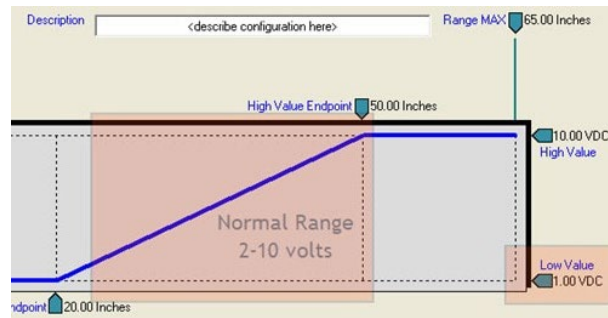 Description <describe configuration here> Range MAX 65.00 Inches
High Value Endpoint 50.00 Inches
10.00 VDC
High Value
Normal Range
2-10 volts
Low Value
1.00 VDC
ndpoint 20.00 Inches